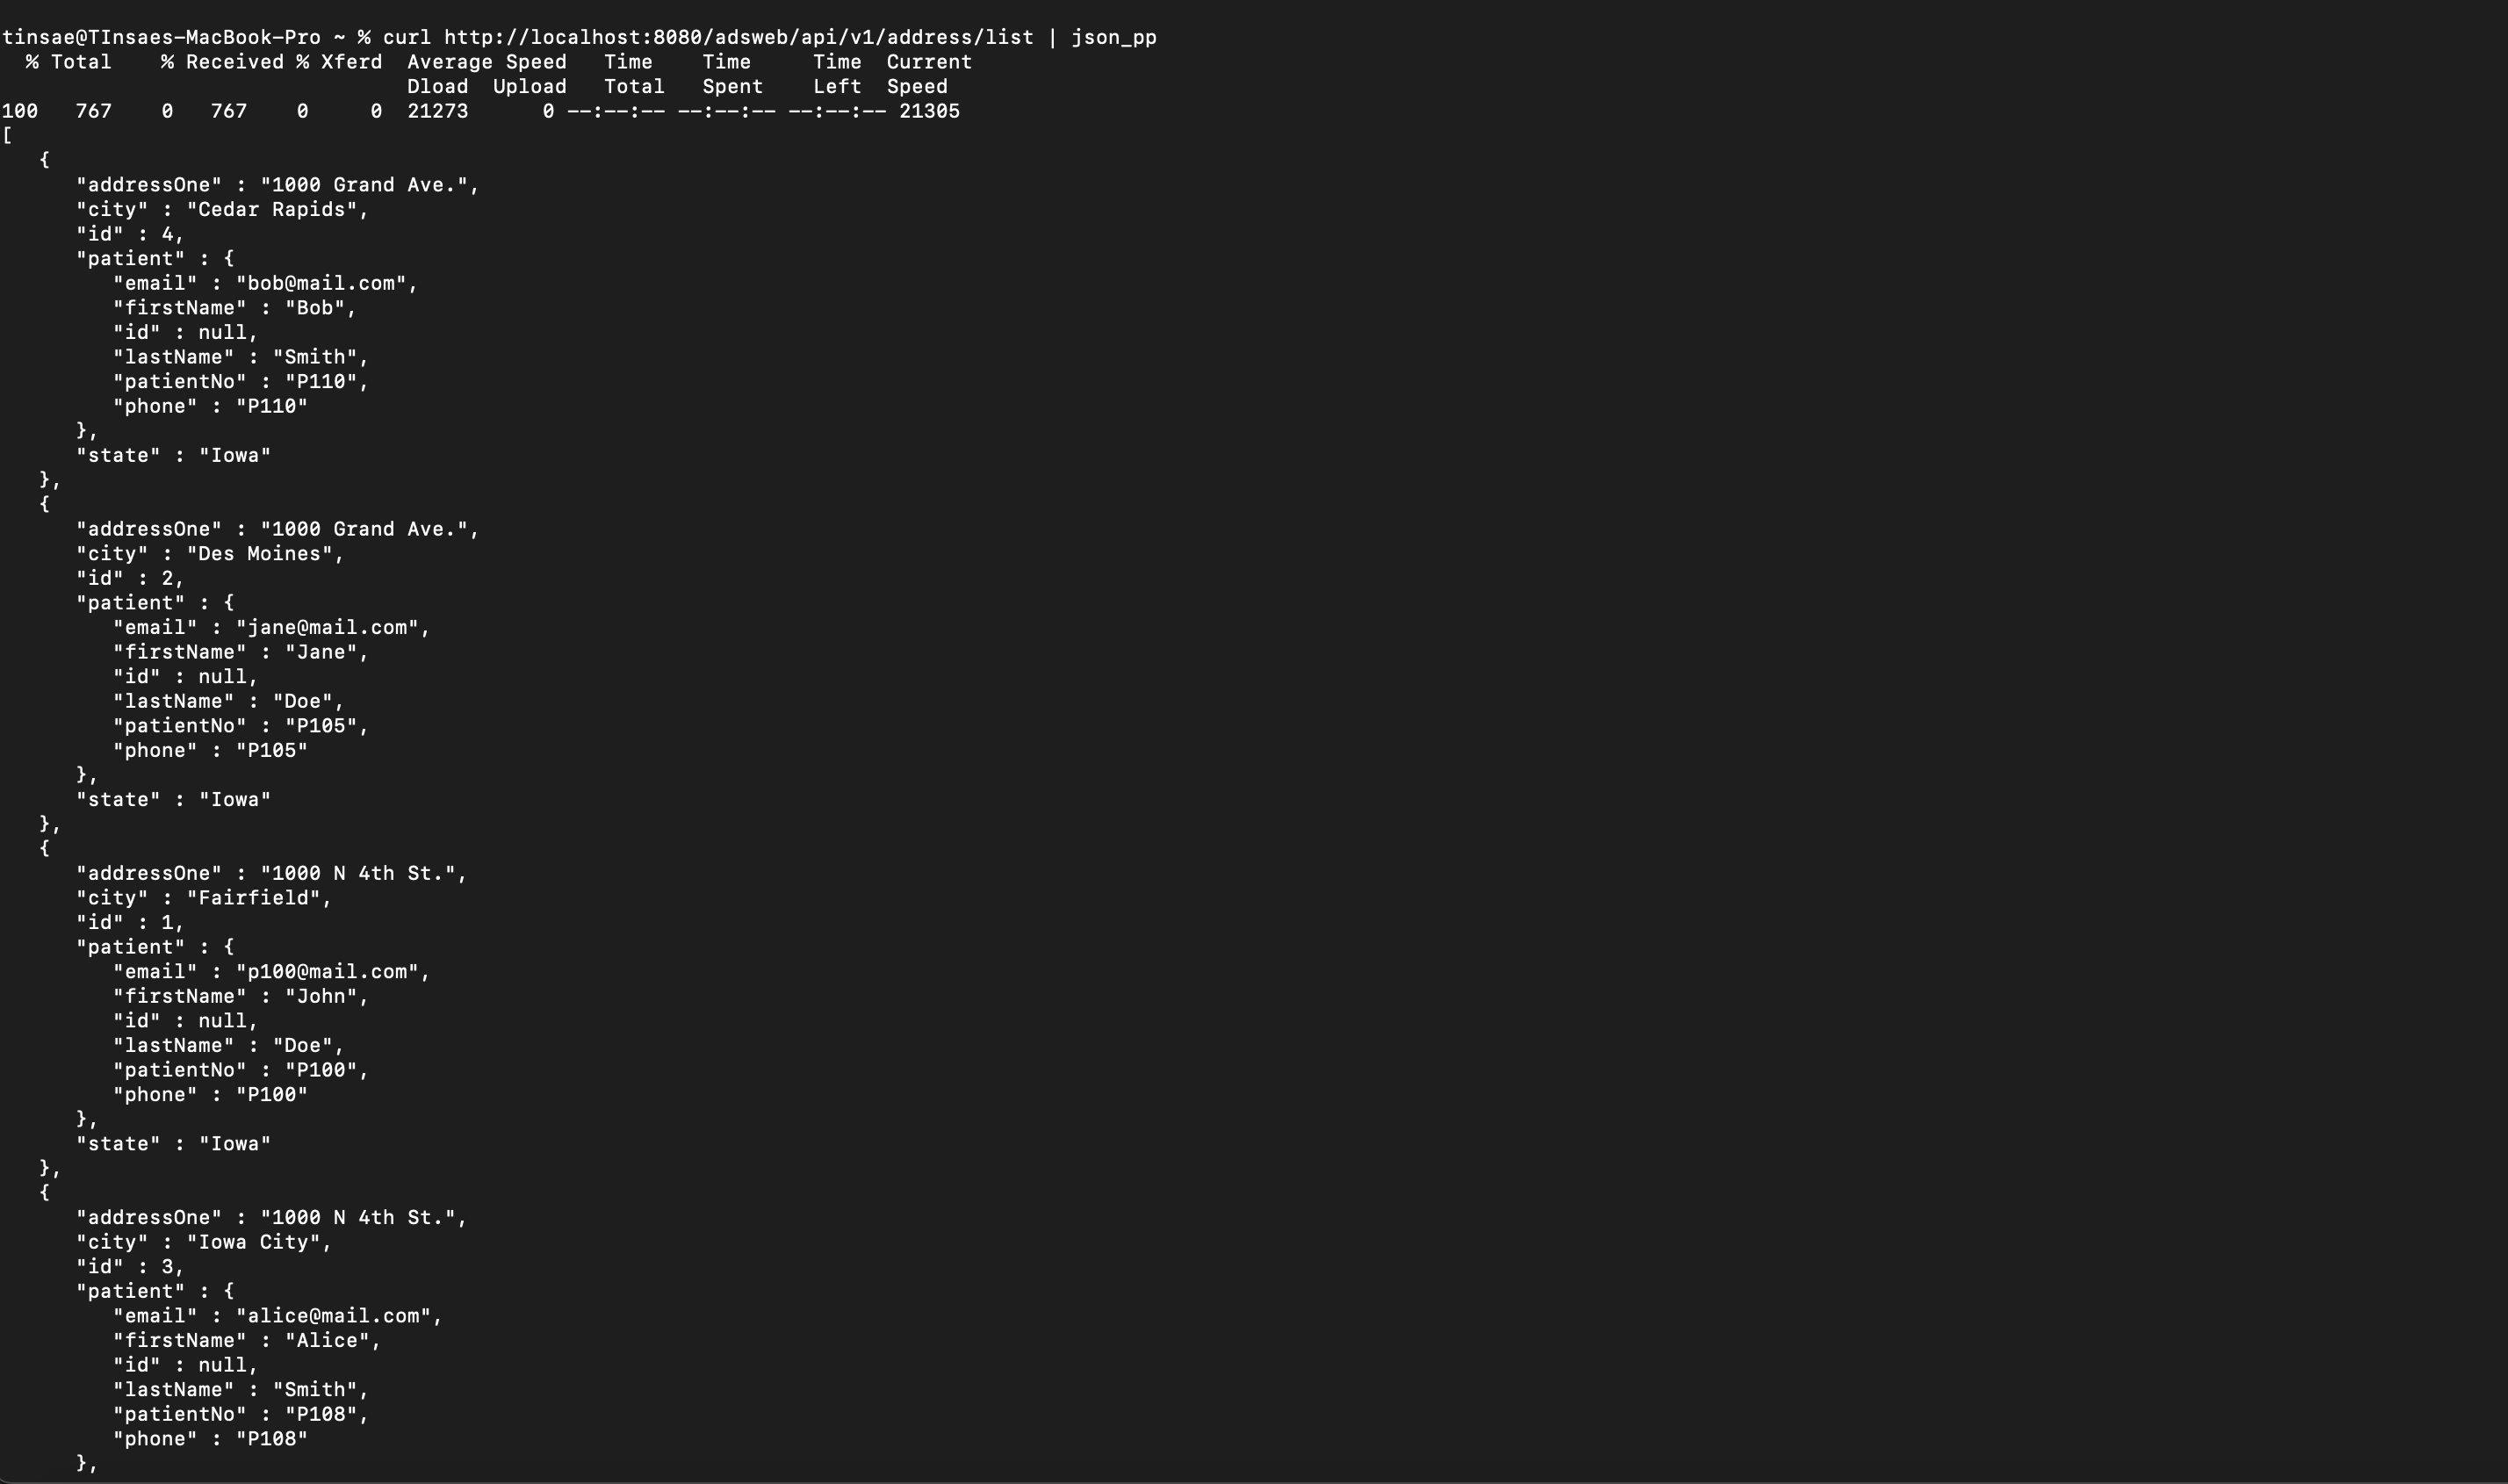 tinsae@TInsaes-MacBook-Pro ~ % curl http://localhost:8080/adsweb/api/v1/address/list | json_pp
  % Total    % Received % Xferd  Average Speed   Time    Time     Time  Current
                                 Dload  Upload   Total   Spent    Left  Speed
100   767    0   767    0     0  21273      0 --:--:-- --:--:-- --:--:-- 21305
[
   {
      "addressOne" : "1000 Grand Ave.",
      "city" : "Cedar Rapids",
      "id" : 4,
      "patient" : {
         "email" : "bob@mail.com",
         "firstName" : "Bob",
         "id" : null,
         "lastName" : "Smith",
         "patientNo" : "P110",
         "phone" : "P110"
      },
      "state" : "Iowa"
   },
   {
      "addressOne" : "1000 Grand Ave.",
      "city" : "Des Moines",
      "id" : 2,
      "patient" : {
         "email" : "jane@mail.com",
         "firstName" : "Jane",
         "id" : null,
         "lastName" : "Doe",
         "patientNo" : "P105",
         "phone" : "P105"
      },
      "state" : "Iowa"
   },
   {
      "addressOne" : "1000 N 4th St.",
      "city" : "Fairfield",
      "id" : 1,
      "patient" : {
         "email" : "p100@mail.com",
         "firstName" : "John",
         "id" : null,
         "lastName" : "Doe",
         "patientNo" : "P100",
         "phone" : "P100"
      },
      "state" : "Iowa"
   },
   {
      "addressOne" : "1000 N 4th St.",
      "city" : "Iowa City",
      "id" : 3,
      "patient" : {
         "email" : "alice@mail.com",
         "firstName" : "Alice",
         "id" : null,
         "lastName" : "Smith",
         "patientNo" : "P108",
         "phone" : "P108"
      },